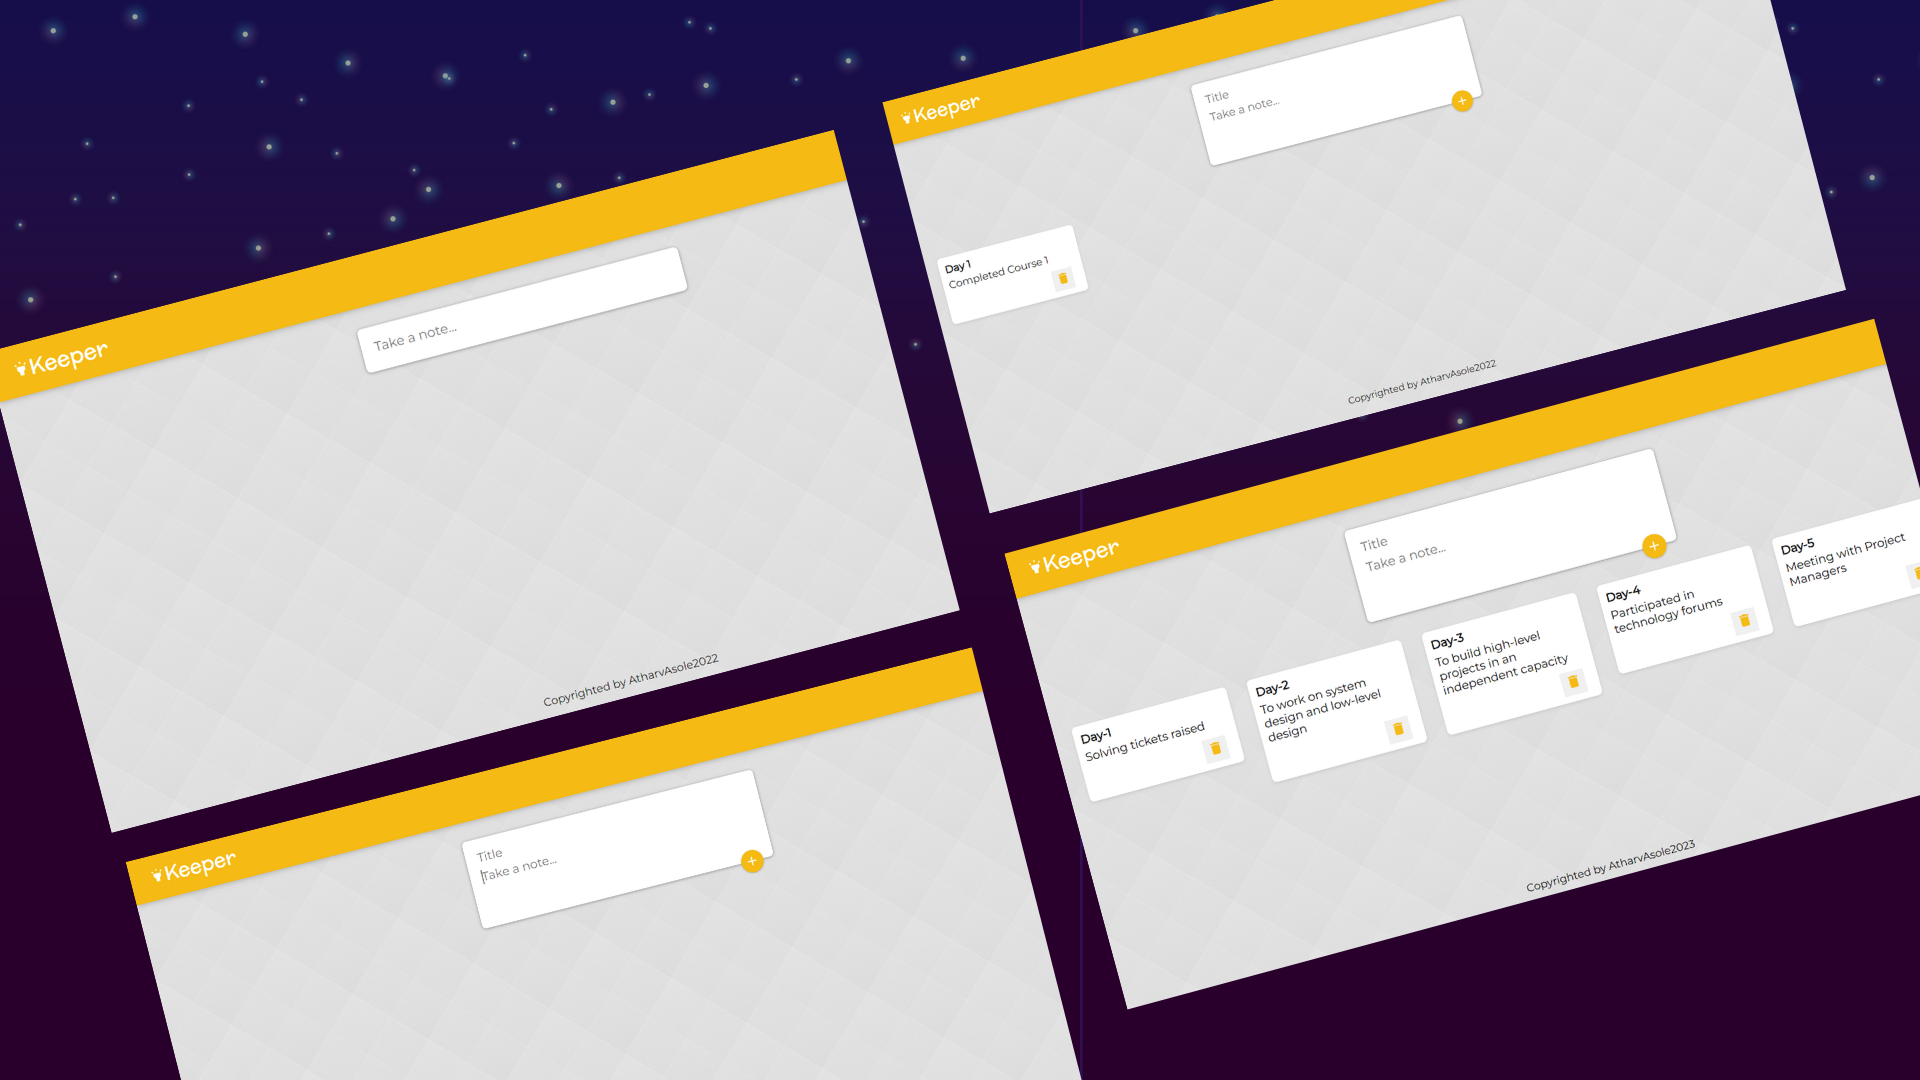 Keeper
Take a note...
Copyrighted by AtharvAsole2022
Keeper
Title
Take a note...
Keeper
Title
Take a note...
Day 1
Completed Course 1
Copyrighted by AtharvAsole2022
Keeper
Title
Take a note...
Day-1
Solving tickets raised
Day-2
To work on system
design and low-level
design
Day-3
To build high-level
projects in an
independent capacity
Day-4
Participated in
technology forums
Day-5
Meeting with Project
Managers
Copyrighted by AtharvAsole2023